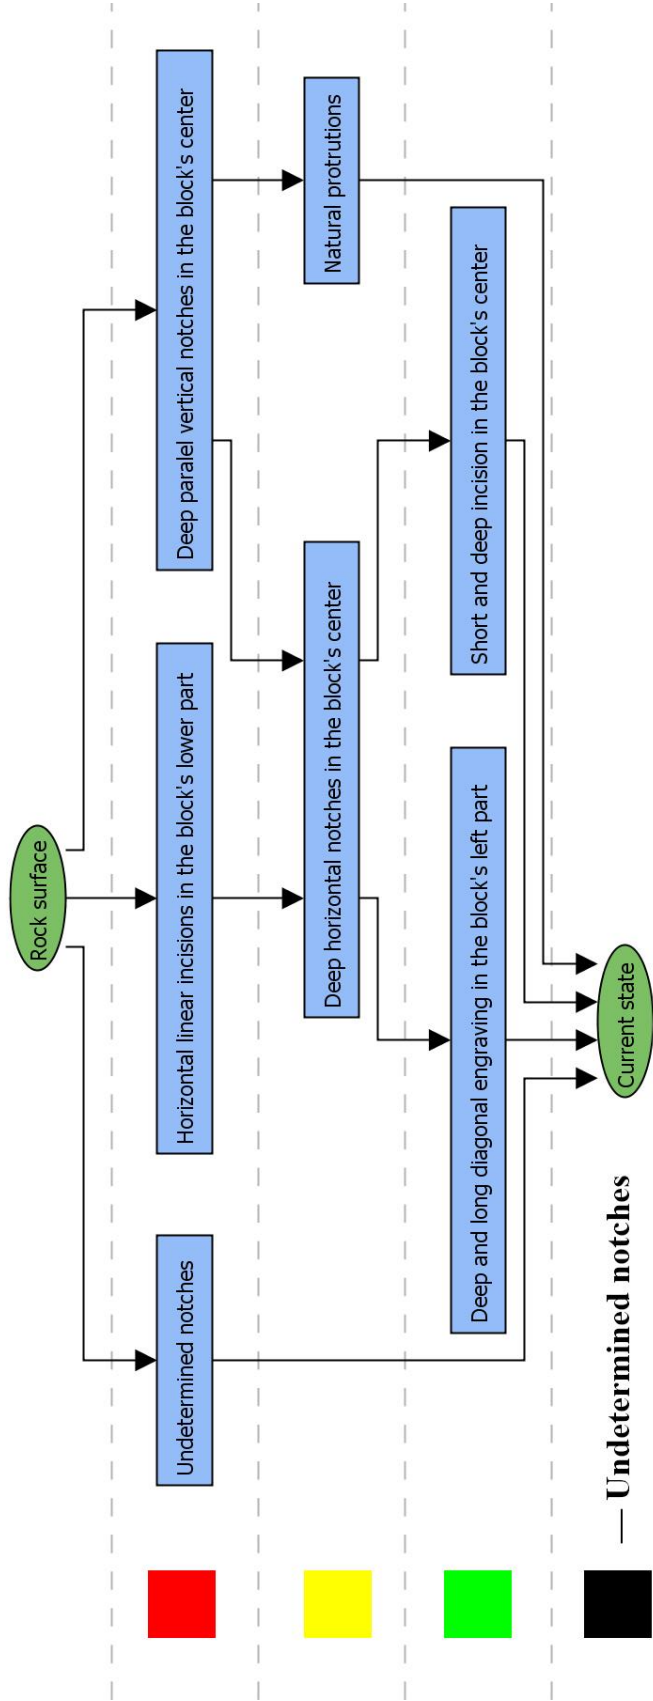 Rock surface
Undetermined notches
Horizontal linear incisions in the block's lower part
Deep paralel vertical notches in the block's center
Deep horizontal notches in the block's center
Natural protrutions
Deep and long diagonal engraving in the block's left part
Short and deep incision in the block's center
— Undetermined notches
Current state